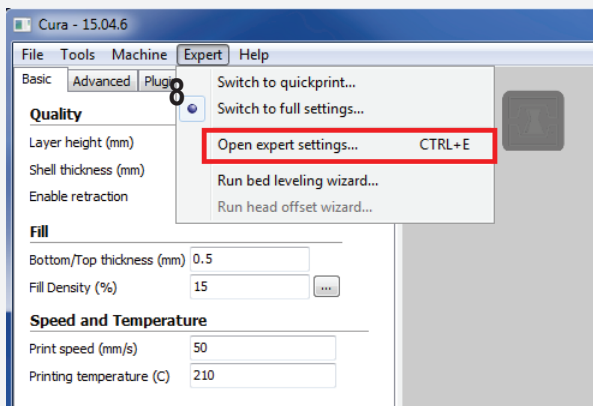 Cura - 15.04.6
File Tools Machine Expert Help
Basic Advanced Plugi
8
Switch to quickprint...
Switch to full settings...
Open expert settings... CTRL+E
Run bed leveling wizard...
Run head offset wizard...
Quality
Layer height (mm)
Shell thickness (mm)
Enable retraction
Fill
Bottom/Top thickness (mm) 0.5
Fill Density (%) 15 ...
Speed and Temperature
Print speed (mm/s) 50
Printing temperature (C) 210